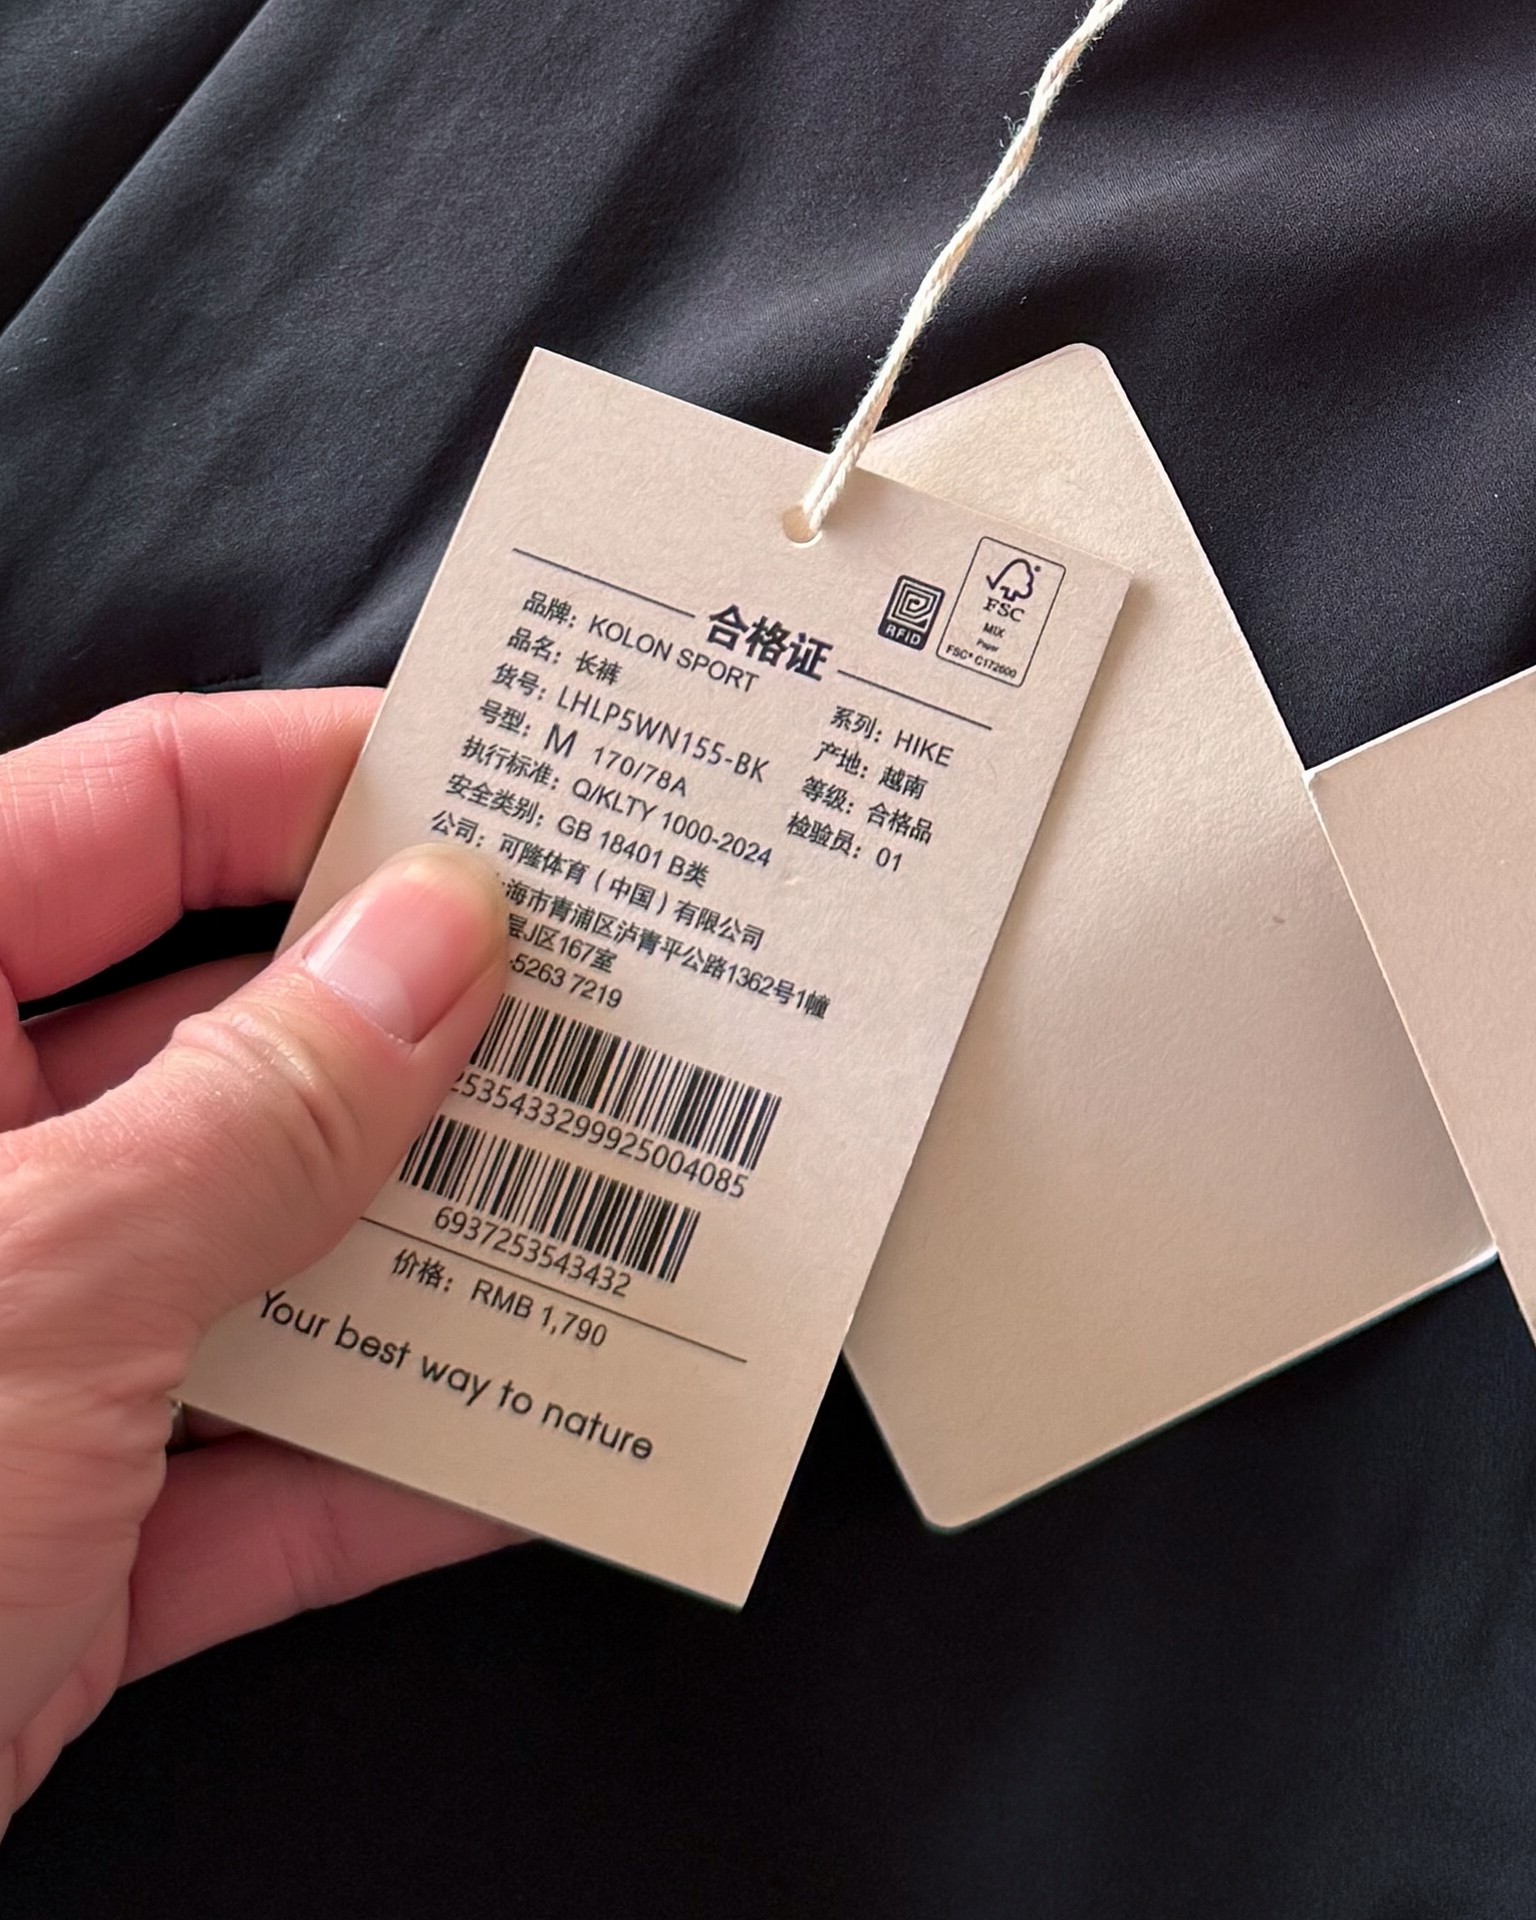 合格证
RFID
FSC
MIX
Paper
FSC® C172600
品牌：KOLON SPORT
品名：长裤
货号：LHLP5WN155-BK
号型：M 170/78A
执行标准：Q/KLTY 1000-2024
安全类别：GB 18401 B类
系列：HIKE
产地：越南
等级：合格品
检验员：01
公司：可隆体育（中国）有限公司
海市青浦区泸青平公路1362号1幢
层J区167室
-5263 7219
2535433299925004085
6937253543432
价格：RMB 1,790
Your best way to nature